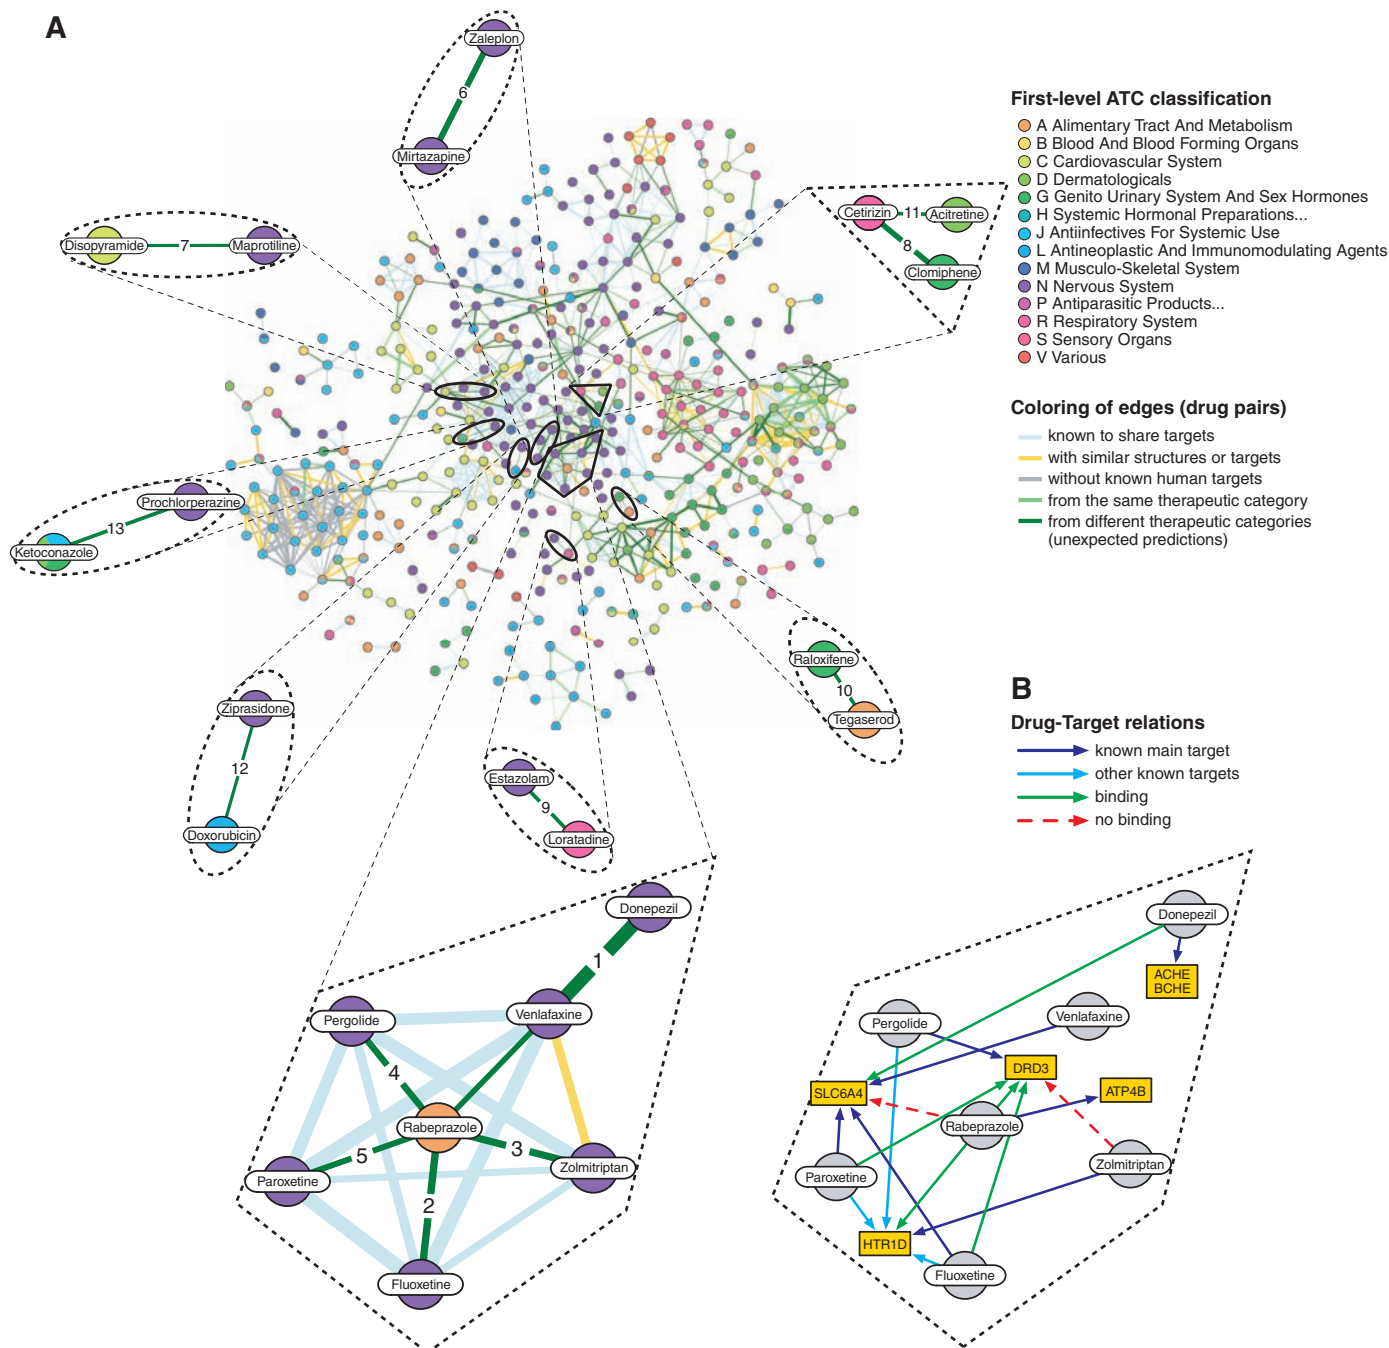 A
Zaleplon
6
Mirtazapine
Disopyramide
7
Maprotiline
Cetirizin
11
Acitretine
8
Clomiphene
First-level ATC classification
A Alimentary Tract And Metabolism
B Blood And Blood Forming Organs
C Cardiovascular System
D Dermatologicals
G Genito Urinary System And Sex Hormones
H Systemic Hormonal Preparations...
J Antiinfectives For Systemic Use
L Antineoplastic And Immunomodulating Agents
M Musculo-Skeletal System
N Nervous System
P Antiparasitic Products...
R Respiratory System
S Sensory Organs
V Various
Coloring of edges (drug pairs)
known to share targets
with similar structures or targets
without known human targets
from the same therapeutic category
from different therapeutic categories
(unexpected predictions)
Prochlorperazine
13
Ketoconazole
Ziprasidone
12
Doxorubicin
Estazolam
9
Loratadine
Raloxifene
10
Tegaserod
Donepezil
1
Pergolide
Venlafaxine
4
Rabeprazole
5
3
Paroxetine
Zolmitriptan
2
Fluoxetine
B
Drug-Target relations
known main target
other known targets
binding
no binding
Donepezil
ACHE
BCHE
Pergolide
Venlafaxine
DRD3
SLC6A4
ATP4B
Rabeprazole
Paroxetine
Zolmitriptan
HTR1D
Fluoxetine